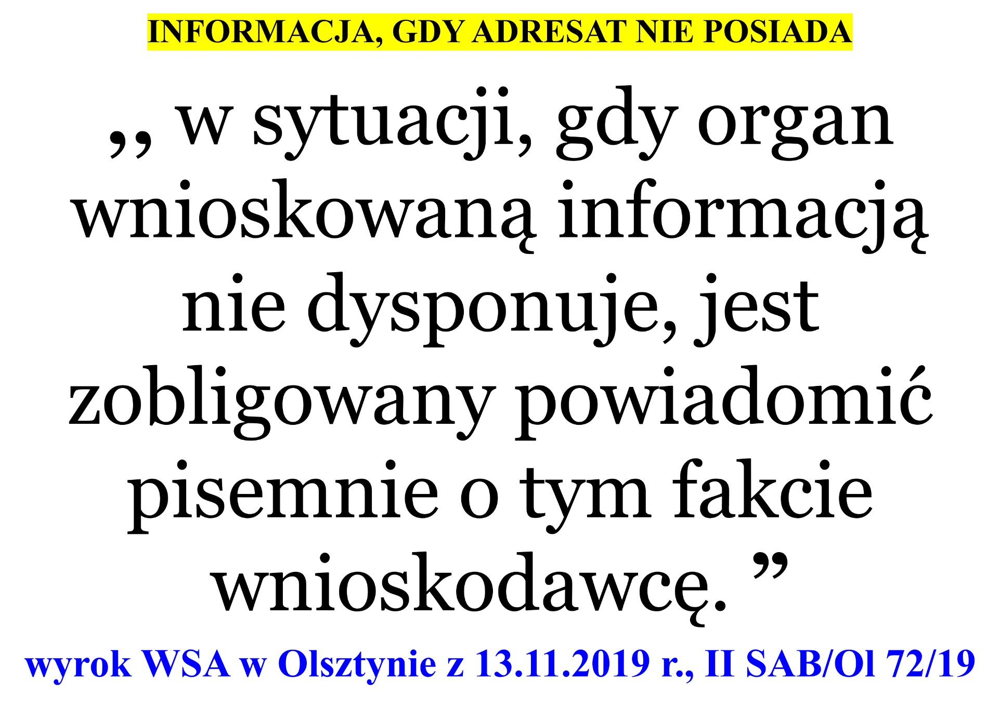 INFORMACJA, GDY ADRESAT NIE POSIADA
„ w sytuacji, gdy organ
wnioskowaną informacją
nie dysponuje, jest
zobligowany powiadomić
pisemnie o tym fakcie
wnioskodawcę. ”
wyrok WSA w Olsztynie z 13.11.2019 r., II SAB/Ol 72/19